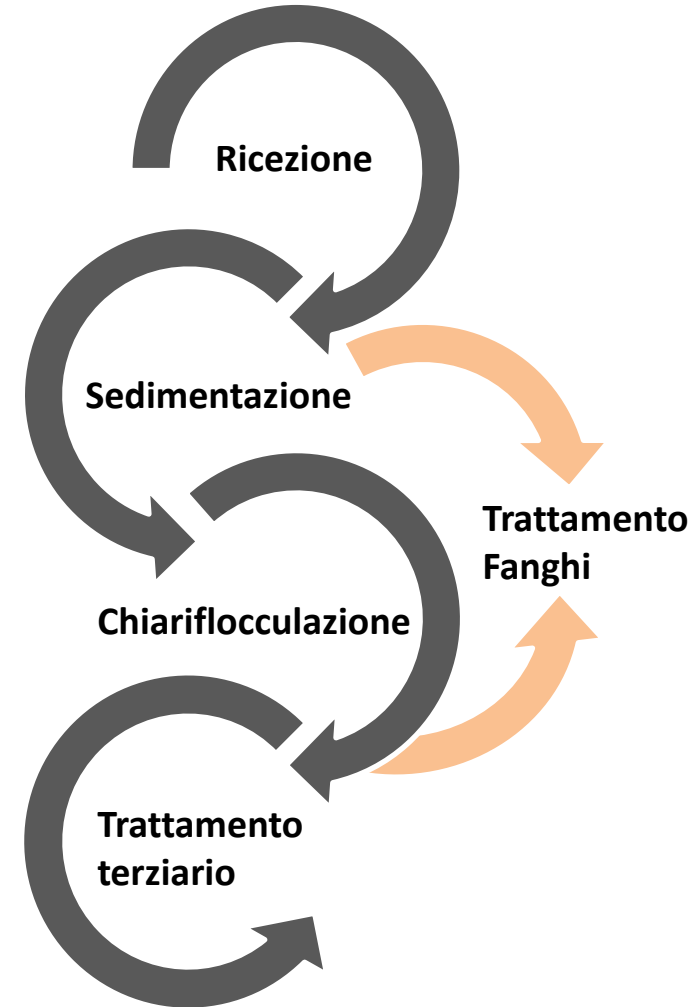 Ricezione
Sedimentazione
Trattamento
Fanghi
Chiariflocculazione
Trattamento
terziario